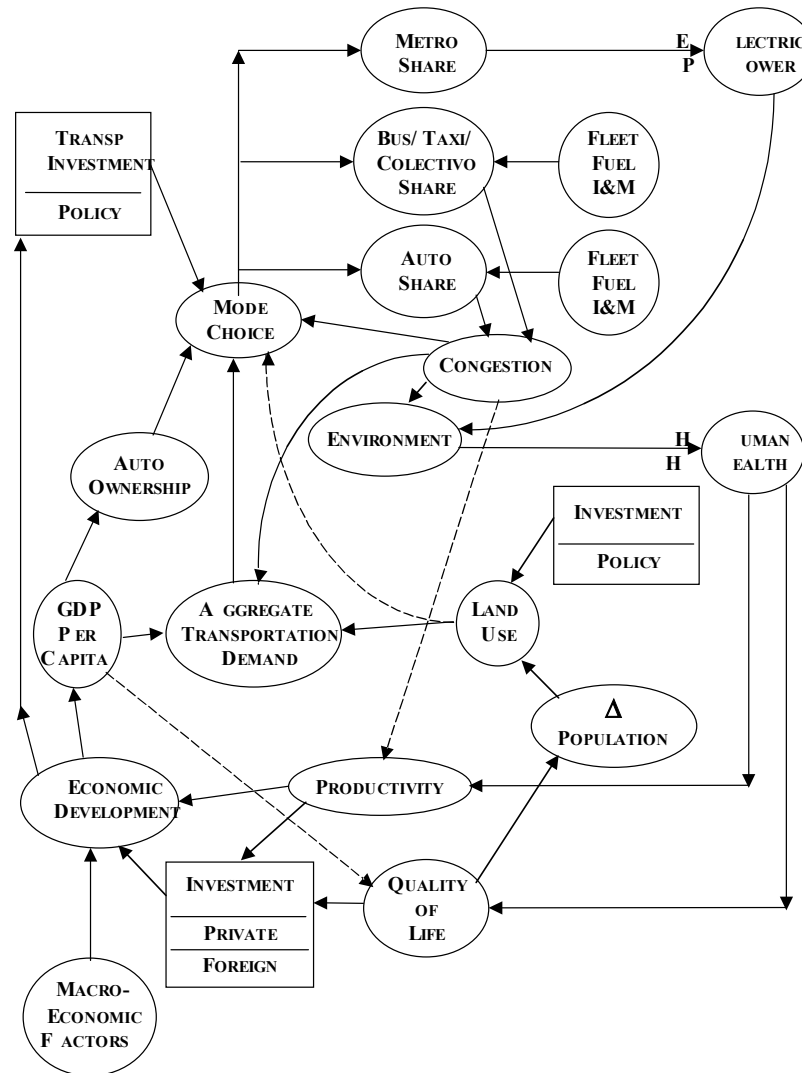 METRO
SHARE
E LECTRIC
P OWER
TRANSP
INVESTMENT
POLICY
BUS/ TAXI/
COLECTIVO
SHARE
FLEET
FUEL
I&M
AUTO
SHARE
FLEET
FUEL
I&M
MODE
CHOICE
CONGESTION
ENVIRONMENT
H UMAN
H EALTH
AUTO
OWNERSHIP
INVESTMENT
POLICY
GDP
PER
CAPITA
A GGREGATE
TRANSPORTATION
DEMAND
LAND
USE
Δ
POPULATION
ECONOMIC
DEVELOPMENT
PRODUCTIVITY
INVESTMENT
PRIVATE
FOREIGN
QUALITY
OF
LIFE
MACRO-
ECONOMIC
F ACTORS